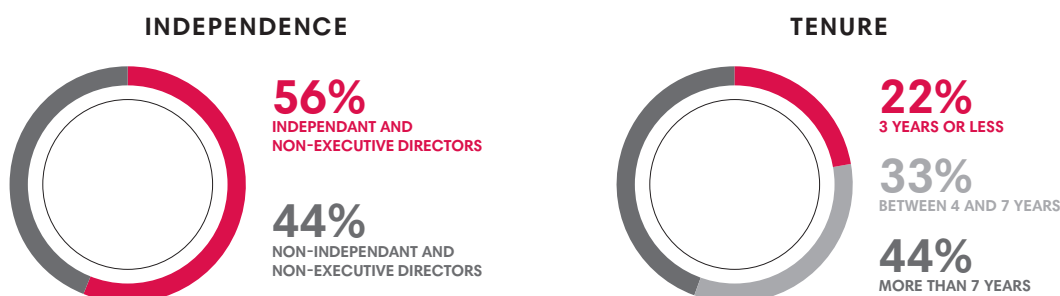 INDEPENDENCE
56%
INDEPENDANT AND
NON-EXECUTIVE DIRECTORS
44%
NON-INDEPENDANT AND
NON-EXECUTIVE DIRECTORS
TENURE
22%
3 YEARS OR LESS
33%
BETWEEN 4 AND 7 YEARS
44%
MORE THAN 7 YEARS